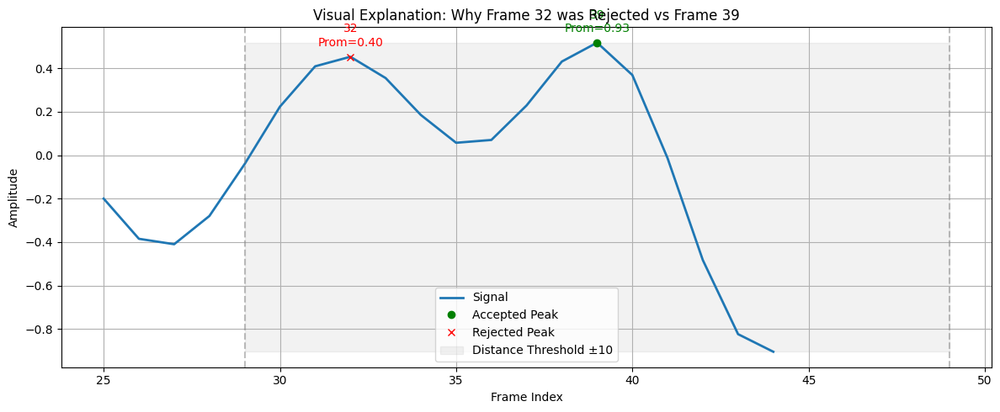 Visual Explanation: Why Frame 32 was Rejected vs Frame 39
32
Prom=0.40
39
Prom=0.93
Amplitude
0.4
0.2
0.0
−0.2
−0.4
−0.6
−0.8
Signal
Accepted Peak
Rejected Peak
Distance Threshold ±10
25
30
35
40
45
50
Frame Index